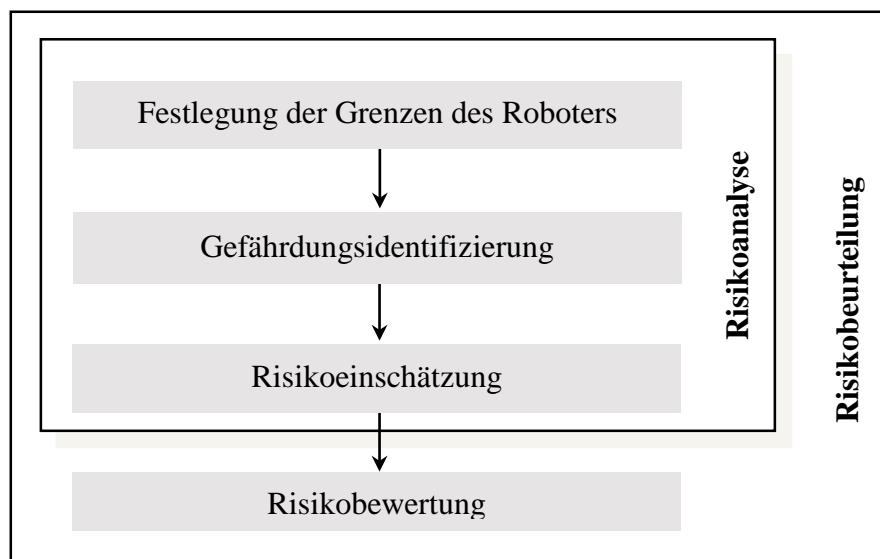 Festlegung der Grenzen des Roboters
Gefährdungsidentifizierung
Risikoeinschätzung
Risikobewertung
Risikoanalyse
Risikobeurteilung